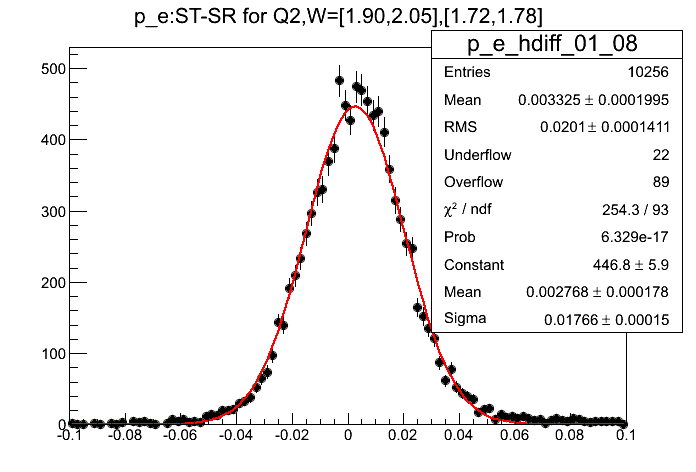 p_e:ST-SR for Q2,W=[1.90,2.05],[1.72,1.78]
p_e_hdiff_01_08
Entries 10256
Mean 0.003325 ± 0.0001995
RMS 0.0201 ± 0.0001411
Underflow 22
Overflow 89
χ² / ndf 254.3 / 93
Prob 6.329e-17
Constant 446.8 ± 5.9
Mean 0.002768 ± 0.000178
Sigma 0.01766 ± 0.00015
500
400
300
200
100
0
-0.1 -0.08 -0.06 -0.04 -0.02 0 0.02 0.04 0.06 0.08 0.1